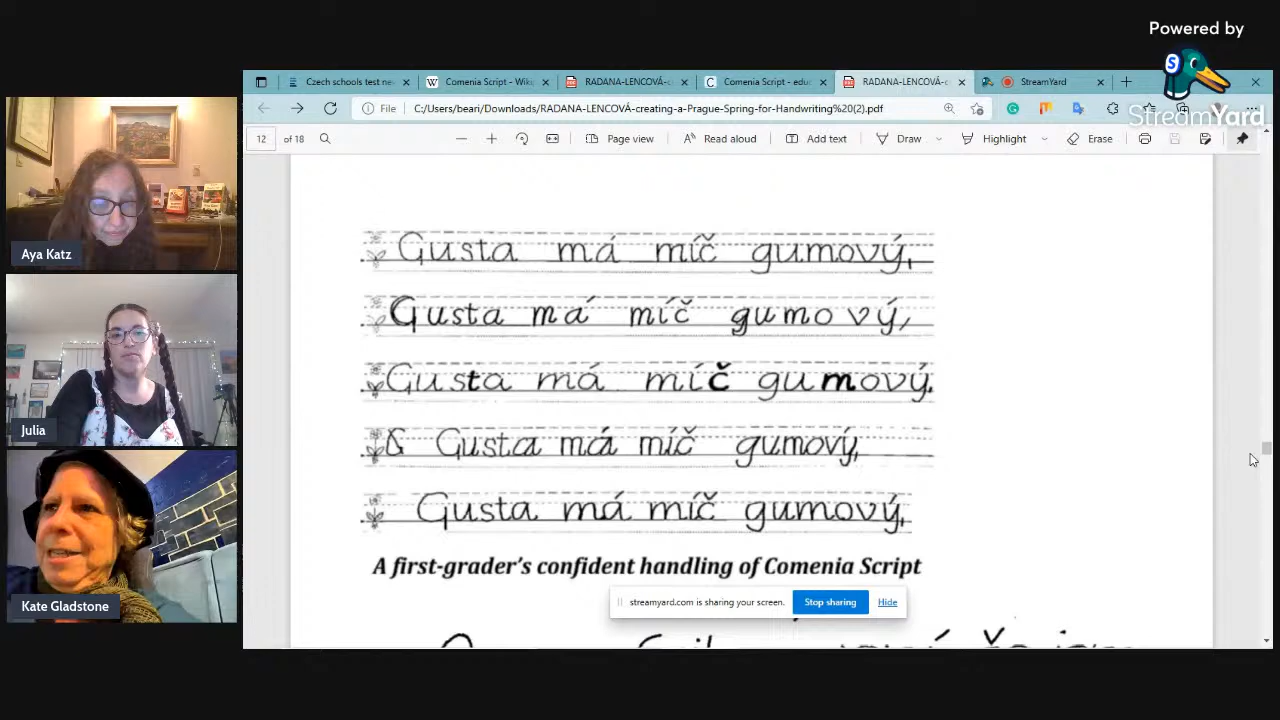 Powered by
StreamYard
Czech schools test ne
Comenia Script - Wiki
RADANA-LENCOVÁ-c
Comenia Script - edu
RADANA-LENCOVÁ-c
StreamYard
File
C:/Users/beari/Downloads/RADANA-LENCOVÁ-creating-a-Prague-Spring-for-Handwriting%20(2).pdf
12 of 18
Page view
Read aloud
Add text
Draw
Highlight
Erase
Gusta má míč gumový,
Gusta má míč gumový,
Gusta má míč gumový.
G Gusta má míč gumový,
Gusta má míč gumový,
A first-grader's confident handling of Comenia Script
streamyard.com is sharing your screen.
Stop sharing
Hide
Aya Katz
Julia
Kate Gladstone